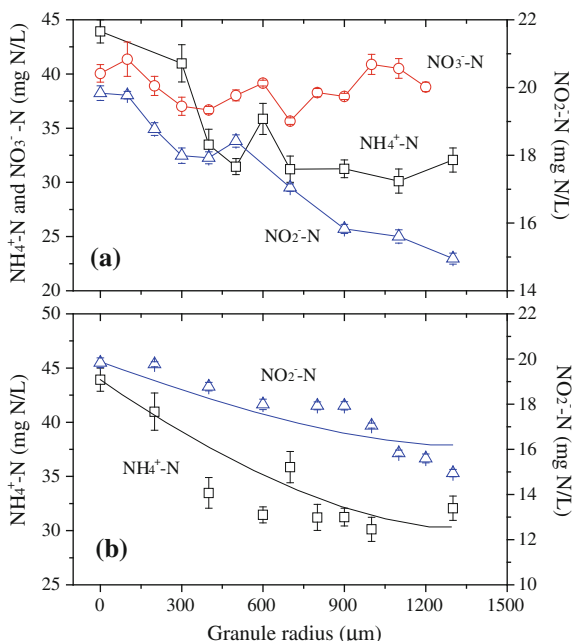 45
40
35
30
25
20
NH₄⁺-N and NO₃⁻-N (mg N/L)
22
20
18
16
14
NO₂⁻-N (mg N/L)
NO₃⁻-N
NH₄⁺-N
NO₂⁻-N
(a)
50
45
40
35
30
25
NH₄⁺-N (mg N/L)
22
20
18
16
14
12
10
NO₂⁻-N (mg N/L)
NO₂⁻-N
NH₄⁺-N
(b)
0 300 600 900 1200 1500
Granule radius (μm)